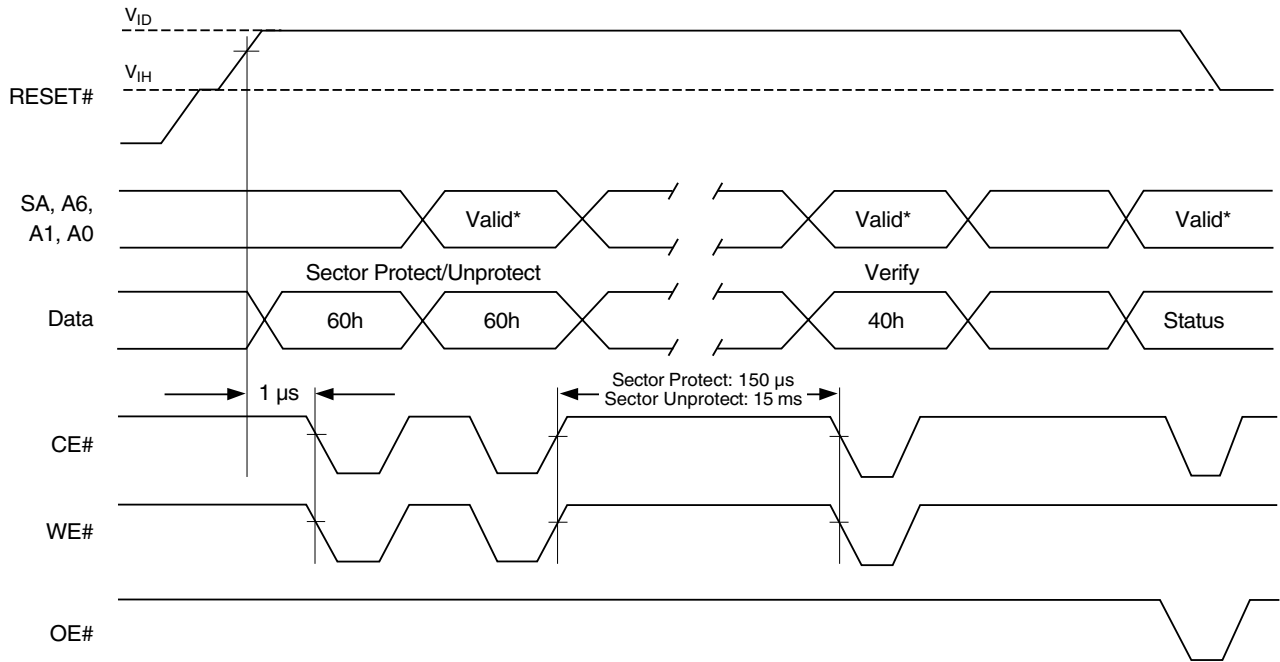 VID
VIH
RESET#
SA, A6,
A1, A0
Valid*
Valid*
Valid*
Sector Protect/Unprotect
Verify
Data
60h
60h
40h
Status
1 µs
Sector Protect: 150 µs
Sector Unprotect: 15 ms
CE#
WE#
OE#